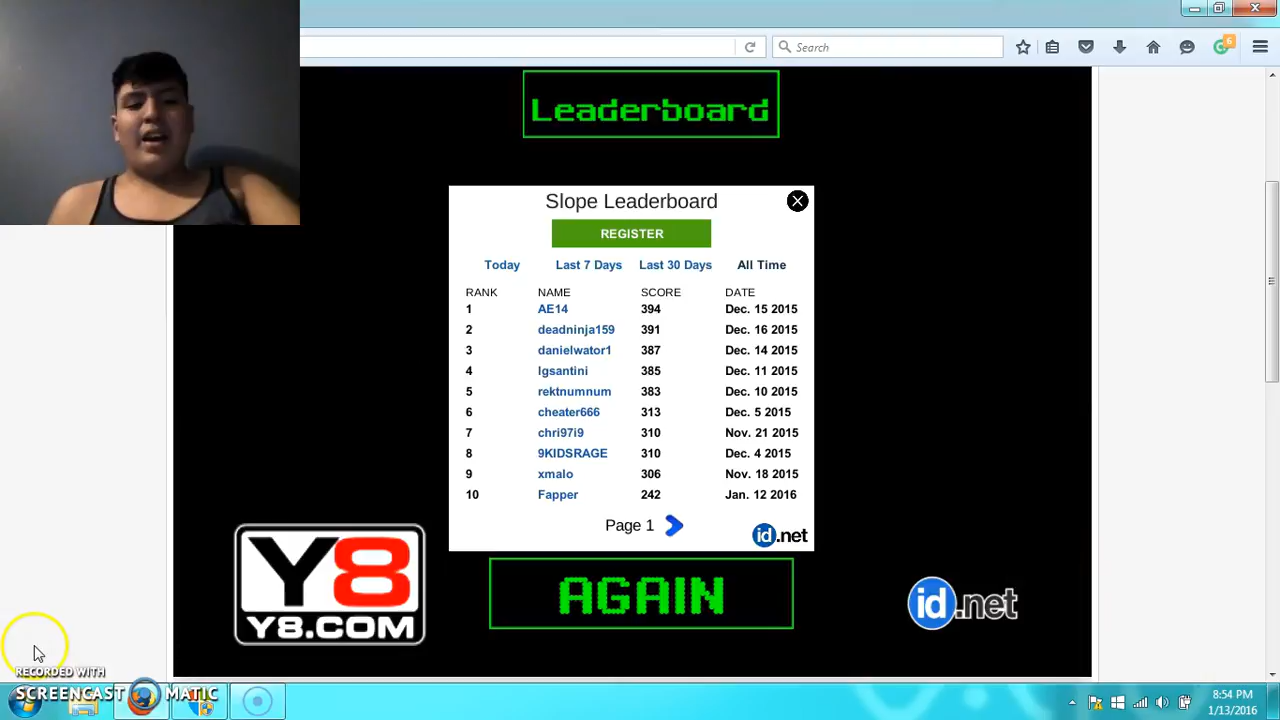 Search
6
Leaderboard
Slope Leaderboard
REGISTER
Today Last 7 Days Last 30 Days All Time
RANK NAME SCORE DATE
1 AE14 394 Dec. 15 2015
2 deadninja159 391 Dec. 16 2015
3 danielwator1 387 Dec. 14 2015
4 lgsantini 385 Dec. 11 2015
5 rektnumnum 383 Dec. 10 2015
6 cheater666 313 Dec. 5 2015
7 chri97i9 310 Nov. 21 2015
8 9KIDSRAGE 310 Dec. 4 2015
9 xmalo 306 Nov. 18 2015
10 Fapper 242 Jan. 12 2016
Page 1
id.net
Y8
Y8.COM
AGAIN
id.net
RECORDED WITH
SCREENCAST MATIC
8:54 PM
1/13/2016